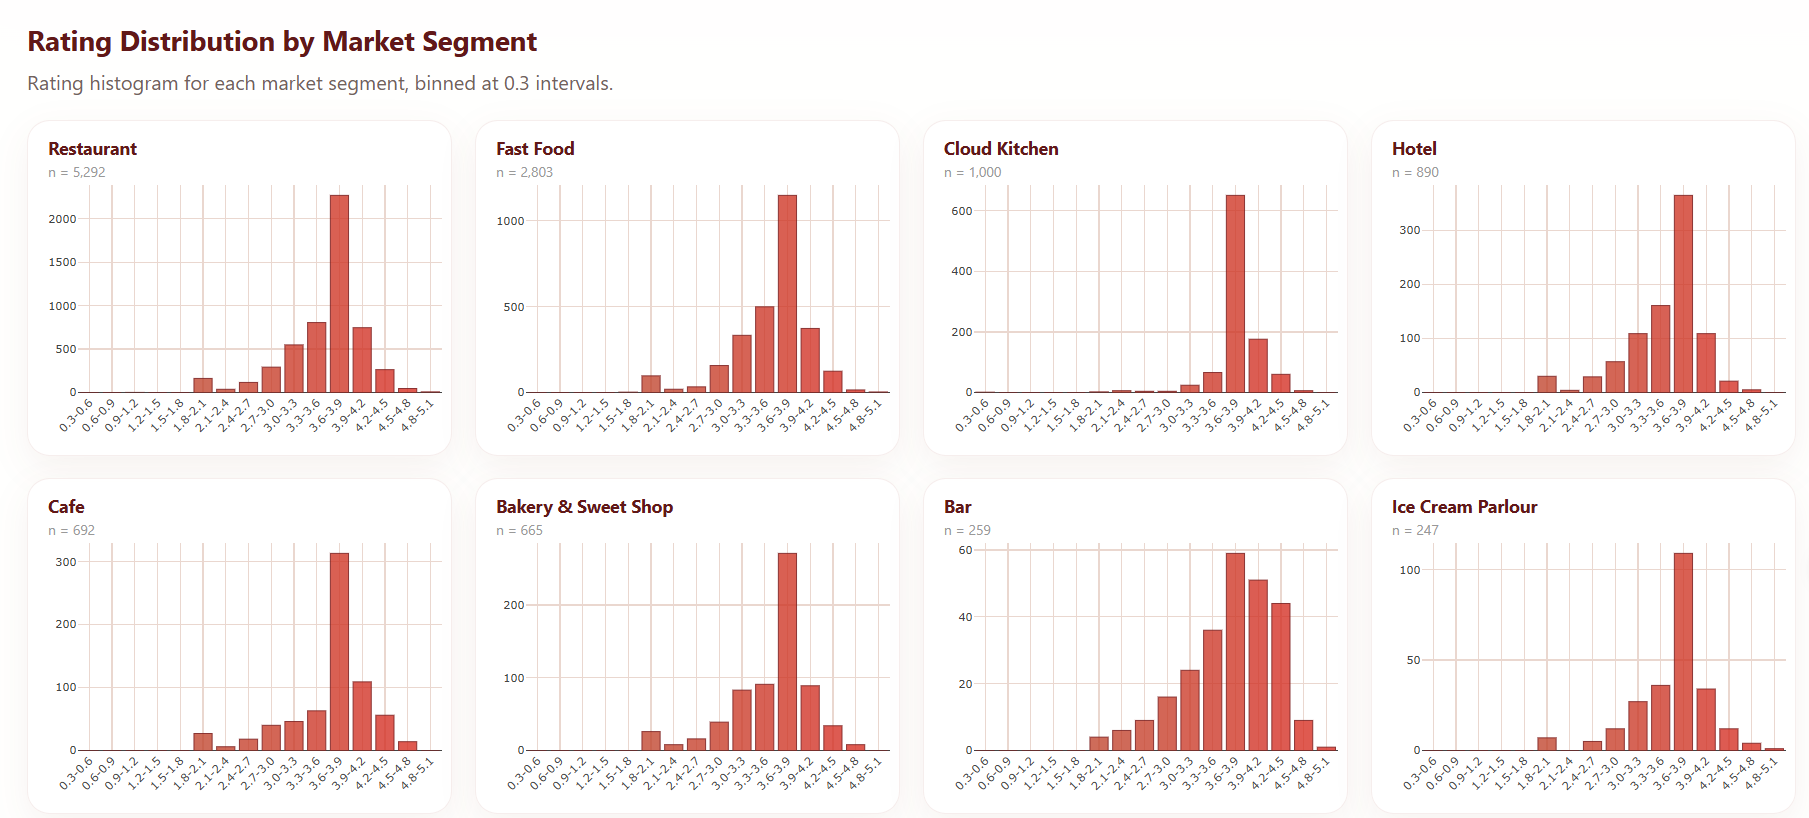 Rating Distribution by Market Segment
Rating histogram for each market segment, binned at 0.3 intervals.
Restaurant
n = 5,292
2000
1500
1000
500
0
0.3-0.6 0.6-0.9 0.9-1.2 1.2-1.5 1.5-1.8 1.8-2.1 2.1-2.4 2.4-2.7 2.7-3.0 3.0-3.3 3.3-3.6 3.6-3.9 3.9-4.2 4.2-4.5 4.5-4.8 4.8-5.1
Fast Food
n = 2,803
1000
500
0
0.3-0.6 0.6-0.9 0.9-1.2 1.2-1.5 1.5-1.8 1.8-2.1 2.1-2.4 2.4-2.7 2.7-3.0 3.0-3.3 3.3-3.6 3.6-3.9 3.9-4.2 4.2-4.5 4.5-4.8 4.8-5.1
Cloud Kitchen
n = 1,000
600
400
200
0
0.3-0.6 0.6-0.9 0.9-1.2 1.2-1.5 1.5-1.8 1.8-2.1 2.1-2.4 2.4-2.7 2.7-3.0 3.0-3.3 3.3-3.6 3.6-3.9 3.9-4.2 4.2-4.5 4.5-4.8 4.8-5.1
Hotel
n = 890
300
200
100
0
0.3-0.6 0.6-0.9 0.9-1.2 1.2-1.5 1.5-1.8 1.8-2.1 2.1-2.4 2.4-2.7 2.7-3.0 3.0-3.3 3.3-3.6 3.6-3.9 3.9-4.2 4.2-4.5 4.5-4.8 4.8-5.1
Cafe
n = 692
300
200
100
0
0.3-0.6 0.6-0.9 0.9-1.2 1.2-1.5 1.5-1.8 1.8-2.1 2.1-2.4 2.4-2.7 2.7-3.0 3.0-3.3 3.3-3.6 3.6-3.9 3.9-4.2 4.2-4.5 4.5-4.8 4.8-5.1
Bakery & Sweet Shop
n = 665
200
100
0
0.3-0.6 0.6-0.9 0.9-1.2 1.2-1.5 1.5-1.8 1.8-2.1 2.1-2.4 2.4-2.7 2.7-3.0 3.0-3.3 3.3-3.6 3.6-3.9 3.9-4.2 4.2-4.5 4.5-4.8 4.8-5.1
Bar
n = 259
60
40
20
0
0.3-0.6 0.6-0.9 0.9-1.2 1.2-1.5 1.5-1.8 1.8-2.1 2.1-2.4 2.4-2.7 2.7-3.0 3.0-3.3 3.3-3.6 3.6-3.9 3.9-4.2 4.2-4.5 4.5-4.8 4.8-5.1
Ice Cream Parlour
n = 247
100
50
0
0.3-0.6 0.6-0.9 0.9-1.2 1.2-1.5 1.5-1.8 1.8-2.1 2.1-2.4 2.4-2.7 2.7-3.0 3.0-3.3 3.3-3.6 3.6-3.9 3.9-4.2 4.2-4.5 4.5-4.8 4.8-5.1